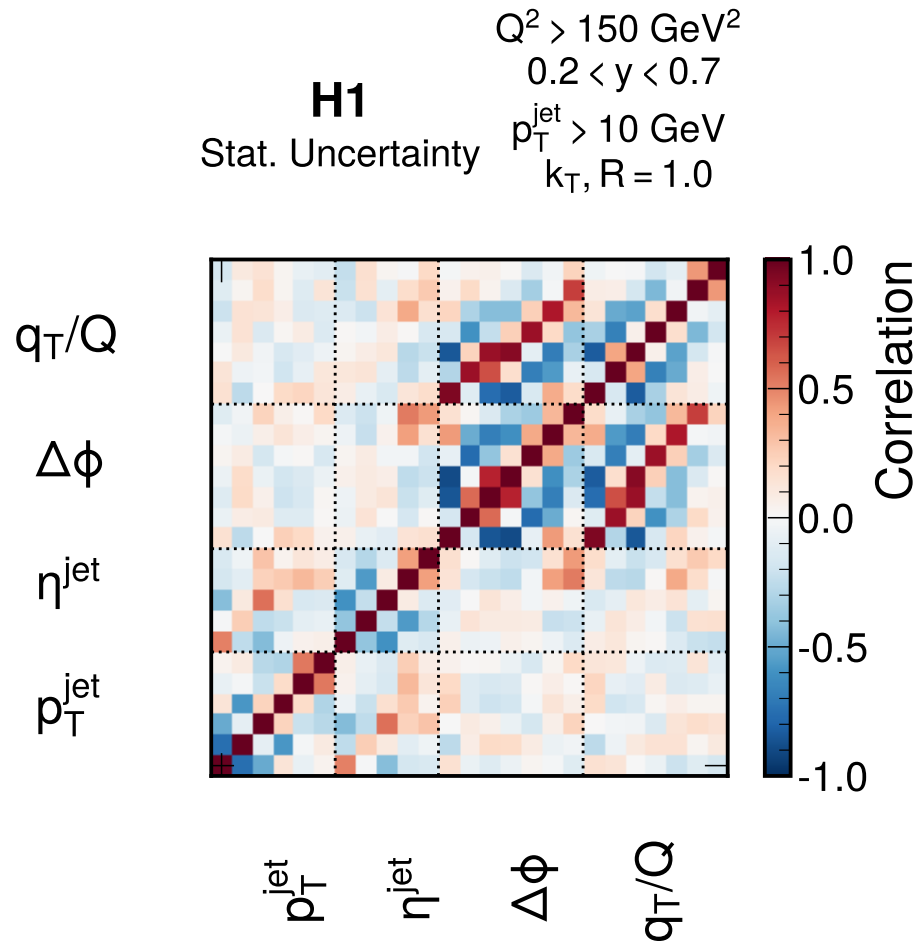 Q² > 150 GeV²
0.2 < y < 0.7
H1
p_T^jet > 10 GeV
Stat. Uncertainty
k_T, R = 1.0
q_T/Q
Δϕ
η^jet
p_T^jet
1.0
0.5
0.0
-0.5
-1.0
Correlation
p_T^jet
η^jet
Δϕ
q_T/Q